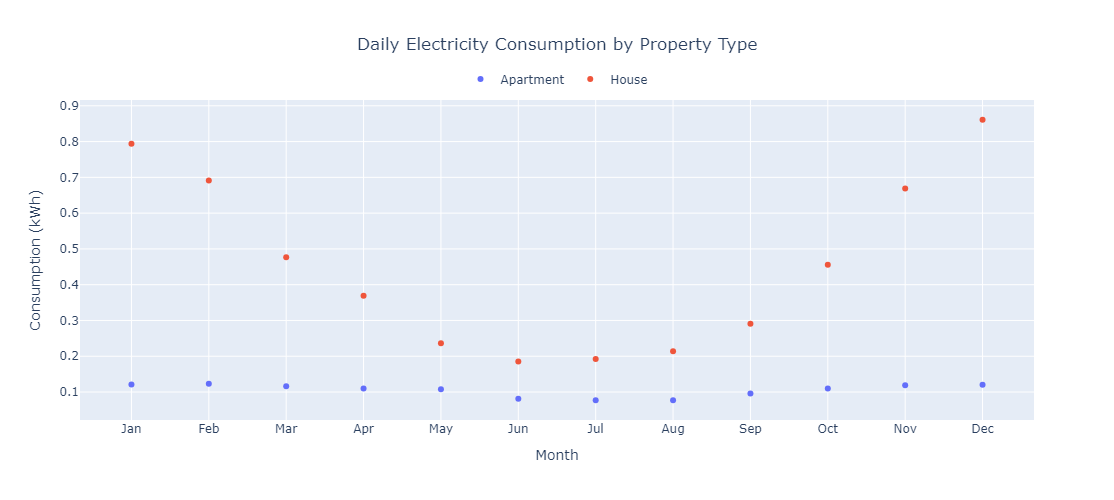 Daily Electricity Consumption by Property Type
Apartment House
Consumption (kWh)
0.9
0.8
0.7
0.6
0.5
0.4
0.3
0.2
0.1
Jan Feb Mar Apr May Jun Jul Aug Sep Oct Nov Dec
Month